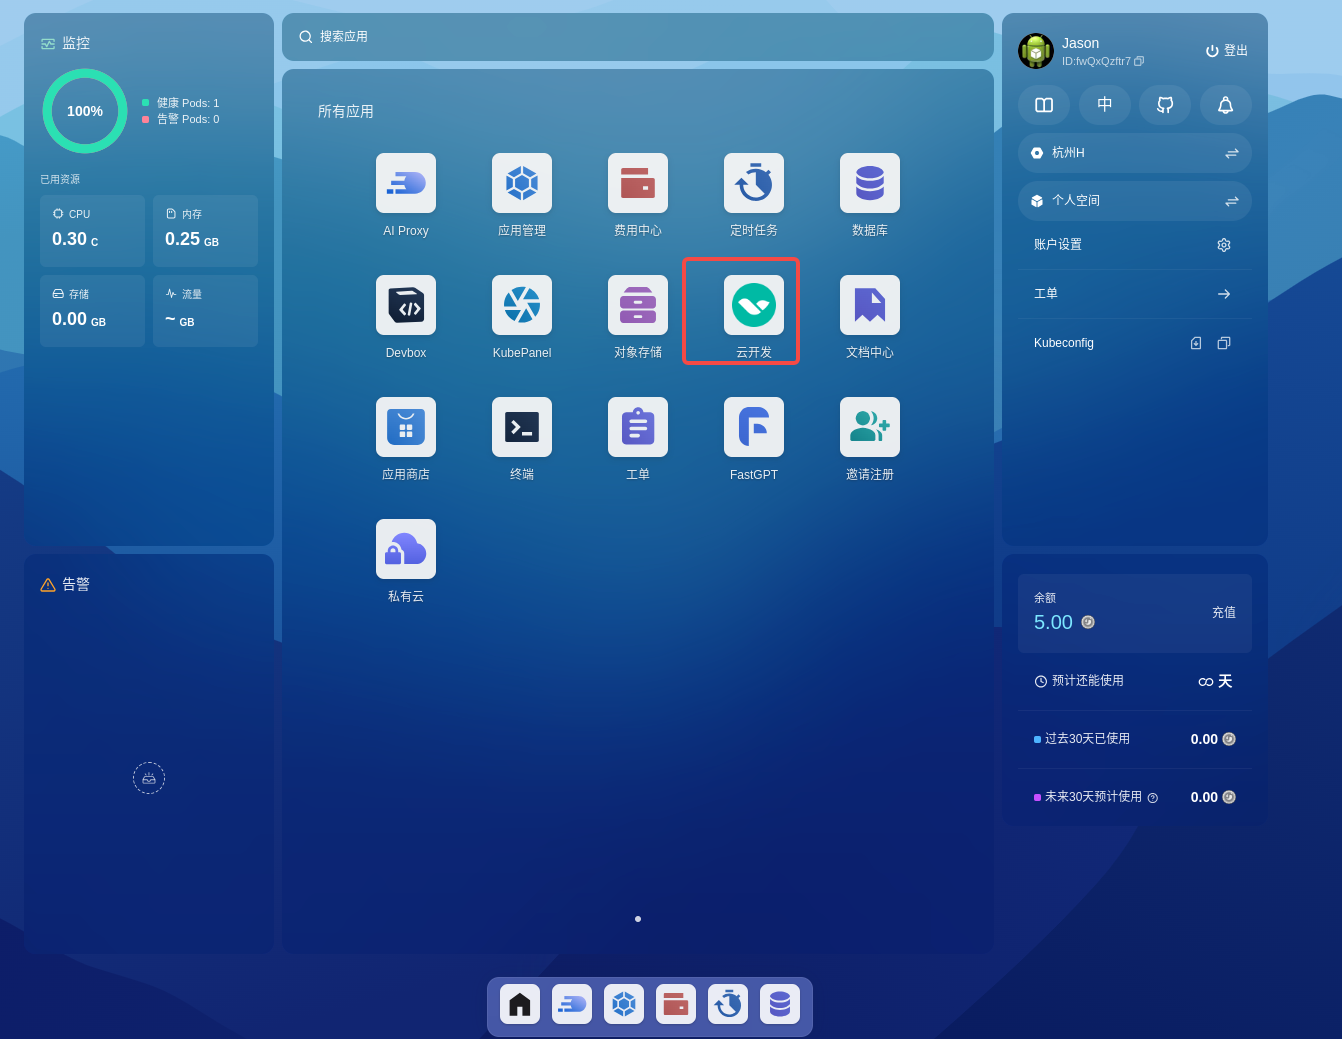 监控
100%
健康 Pods: 1
告警 Pods: 0
已用资源
CPU
0.30 C
内存
0.25 GB
存储
0.00 GB
流量
~ GB
告警
搜索应用
所有应用
AI Proxy
应用管理
费用中心
定时任务
数据库
Devbox
KubePanel
对象存储
云开发
文档中心
应用商店
终端
工单
FastGPT
邀请注册
私有云
Jason
ID:fwQxQzftr7
登出
中
杭州H
个人空间
账户设置
工单
Kubeconfig
余额
5.00
充值
预计还能使用
∞ 天
过去30天已使用
0.00
未来30天预计使用
0.00